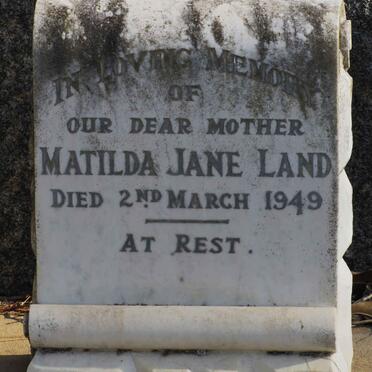 IN LOVING MEMORY
OF
OUR DEAR MOTHER
MATILDA JANE LAND
DIED 2ND MARCH 1949
AT REST.